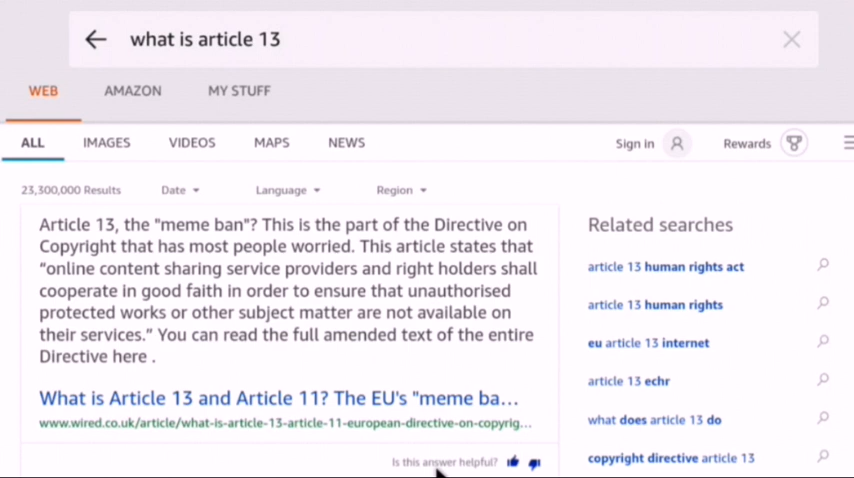 what is article 13
WEB AMAZON MY STUFF
ALL IMAGES VIDEOS MAPS NEWS Sign in Rewards
23,300,000 Results Date Language Region
Article 13, the "meme ban"? This is the part of the Directive on
Copyright that has most people worried. This article states that
“online content sharing service providers and right holders shall
cooperate in good faith in order to ensure that unauthorised
protected works or other subject matter are not available on
their services.” You can read the full amended text of the entire
Directive here .
What is Article 13 and Article 11? The EU's "meme ba...
www.wired.co.uk/article/what-is-article-13-article-11-european-directive-on-copyrig...
Is this answer helpful?
Related searches
article 13 human rights act
article 13 human rights
eu article 13 internet
article 13 echr
what does article 13 do
copyright directive article 13